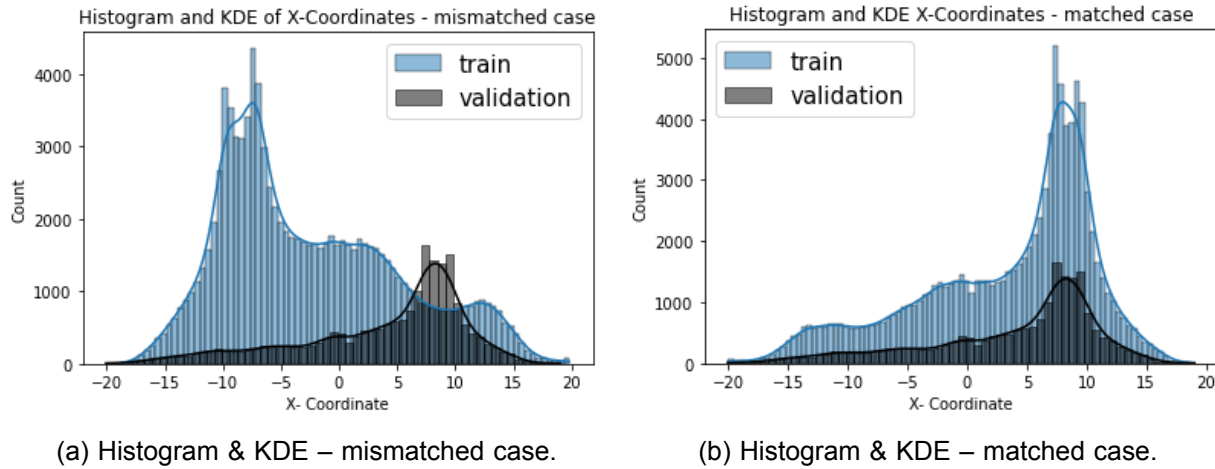 Histogram and KDE of X-Coordinates - mismatched case
train
validation
Count
4000
3000
2000
1000
0
−20 −15 −10 −5 0 5 10 15 20
X- Coordinate
(a) Histogram & KDE – mismatched case.
Histogram and KDE X-Coordinates - matched case
train
validation
Count
5000
4000
3000
2000
1000
0
−20 −15 −10 −5 0 5 10 15 20
X- Coordinate
(b) Histogram & KDE – matched case.